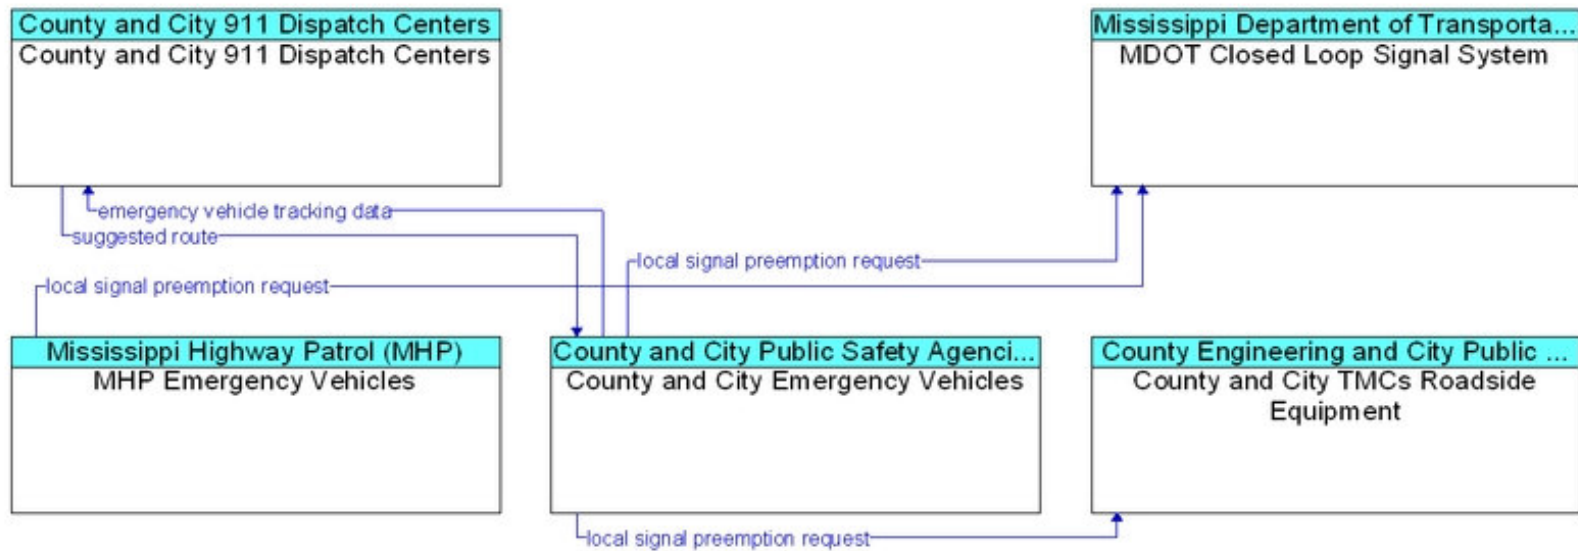 County and City 911 Dispatch Centers
County and City 911 Dispatch Centers
Mississippi Department of Transporta...
MDOT Closed Loop Signal System
emergency vehicle tracking data
suggested route
local signal preemption request
local signal preemption request
Mississippi Highway Patrol (MHP)
MHP Emergency Vehicles
County and City Public Safety Agenci...
County and City Emergency Vehicles
County Engineering and City Public ...
County and City TMCs Roadside
Equipment
local signal preemption request